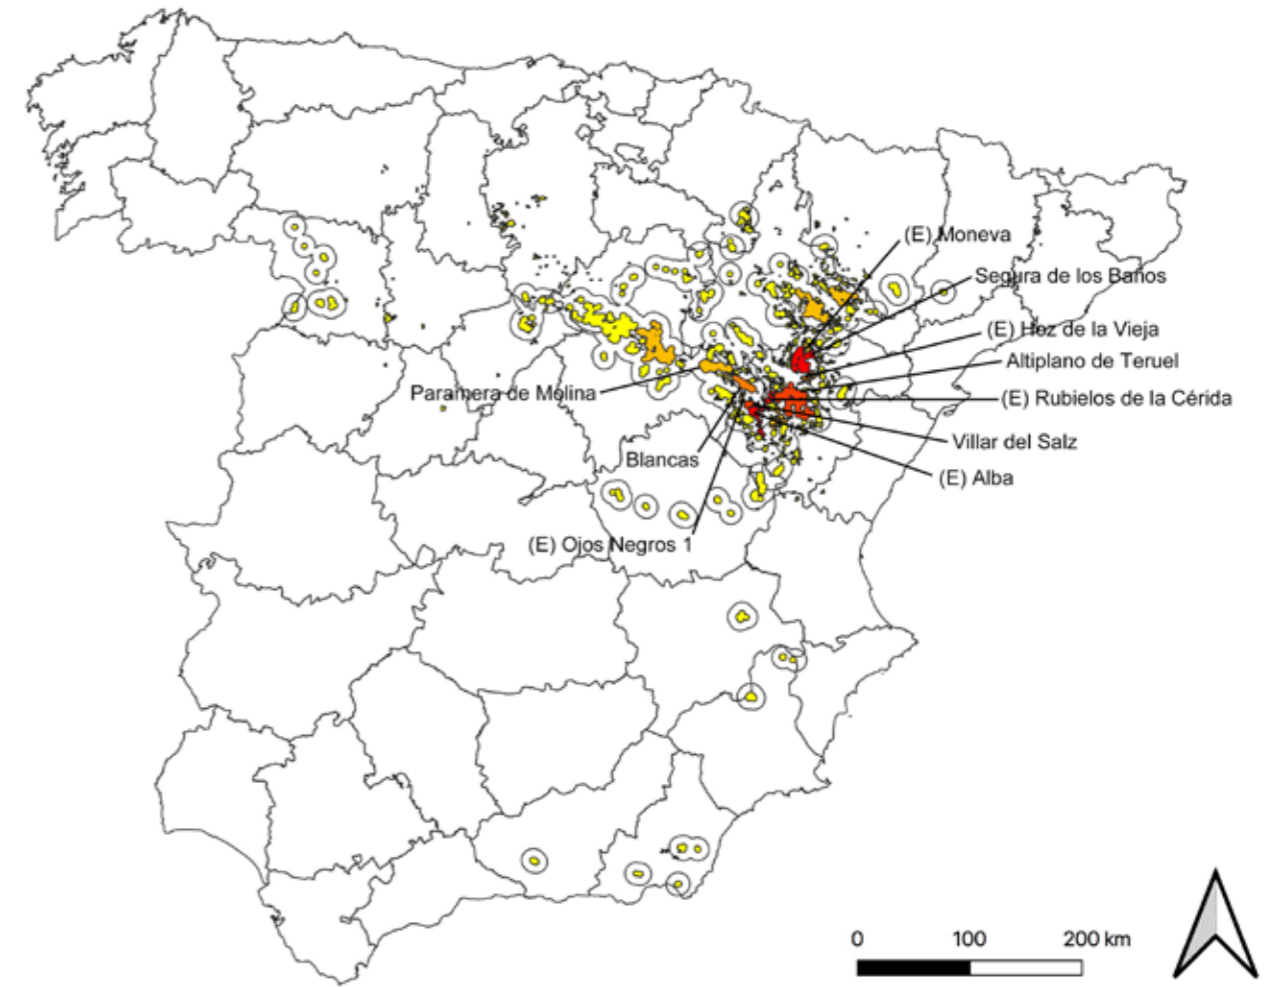 (E) Moneva
Segura de los Baños
(E) Hoz de la Vieja
Altiplano de Teruel
Paramera de Molina
(E) Rubielos de la Cérida
Villar del Salz
Blancas
(E) Alba
(E) Ojos Negros 1
0 100 200 km